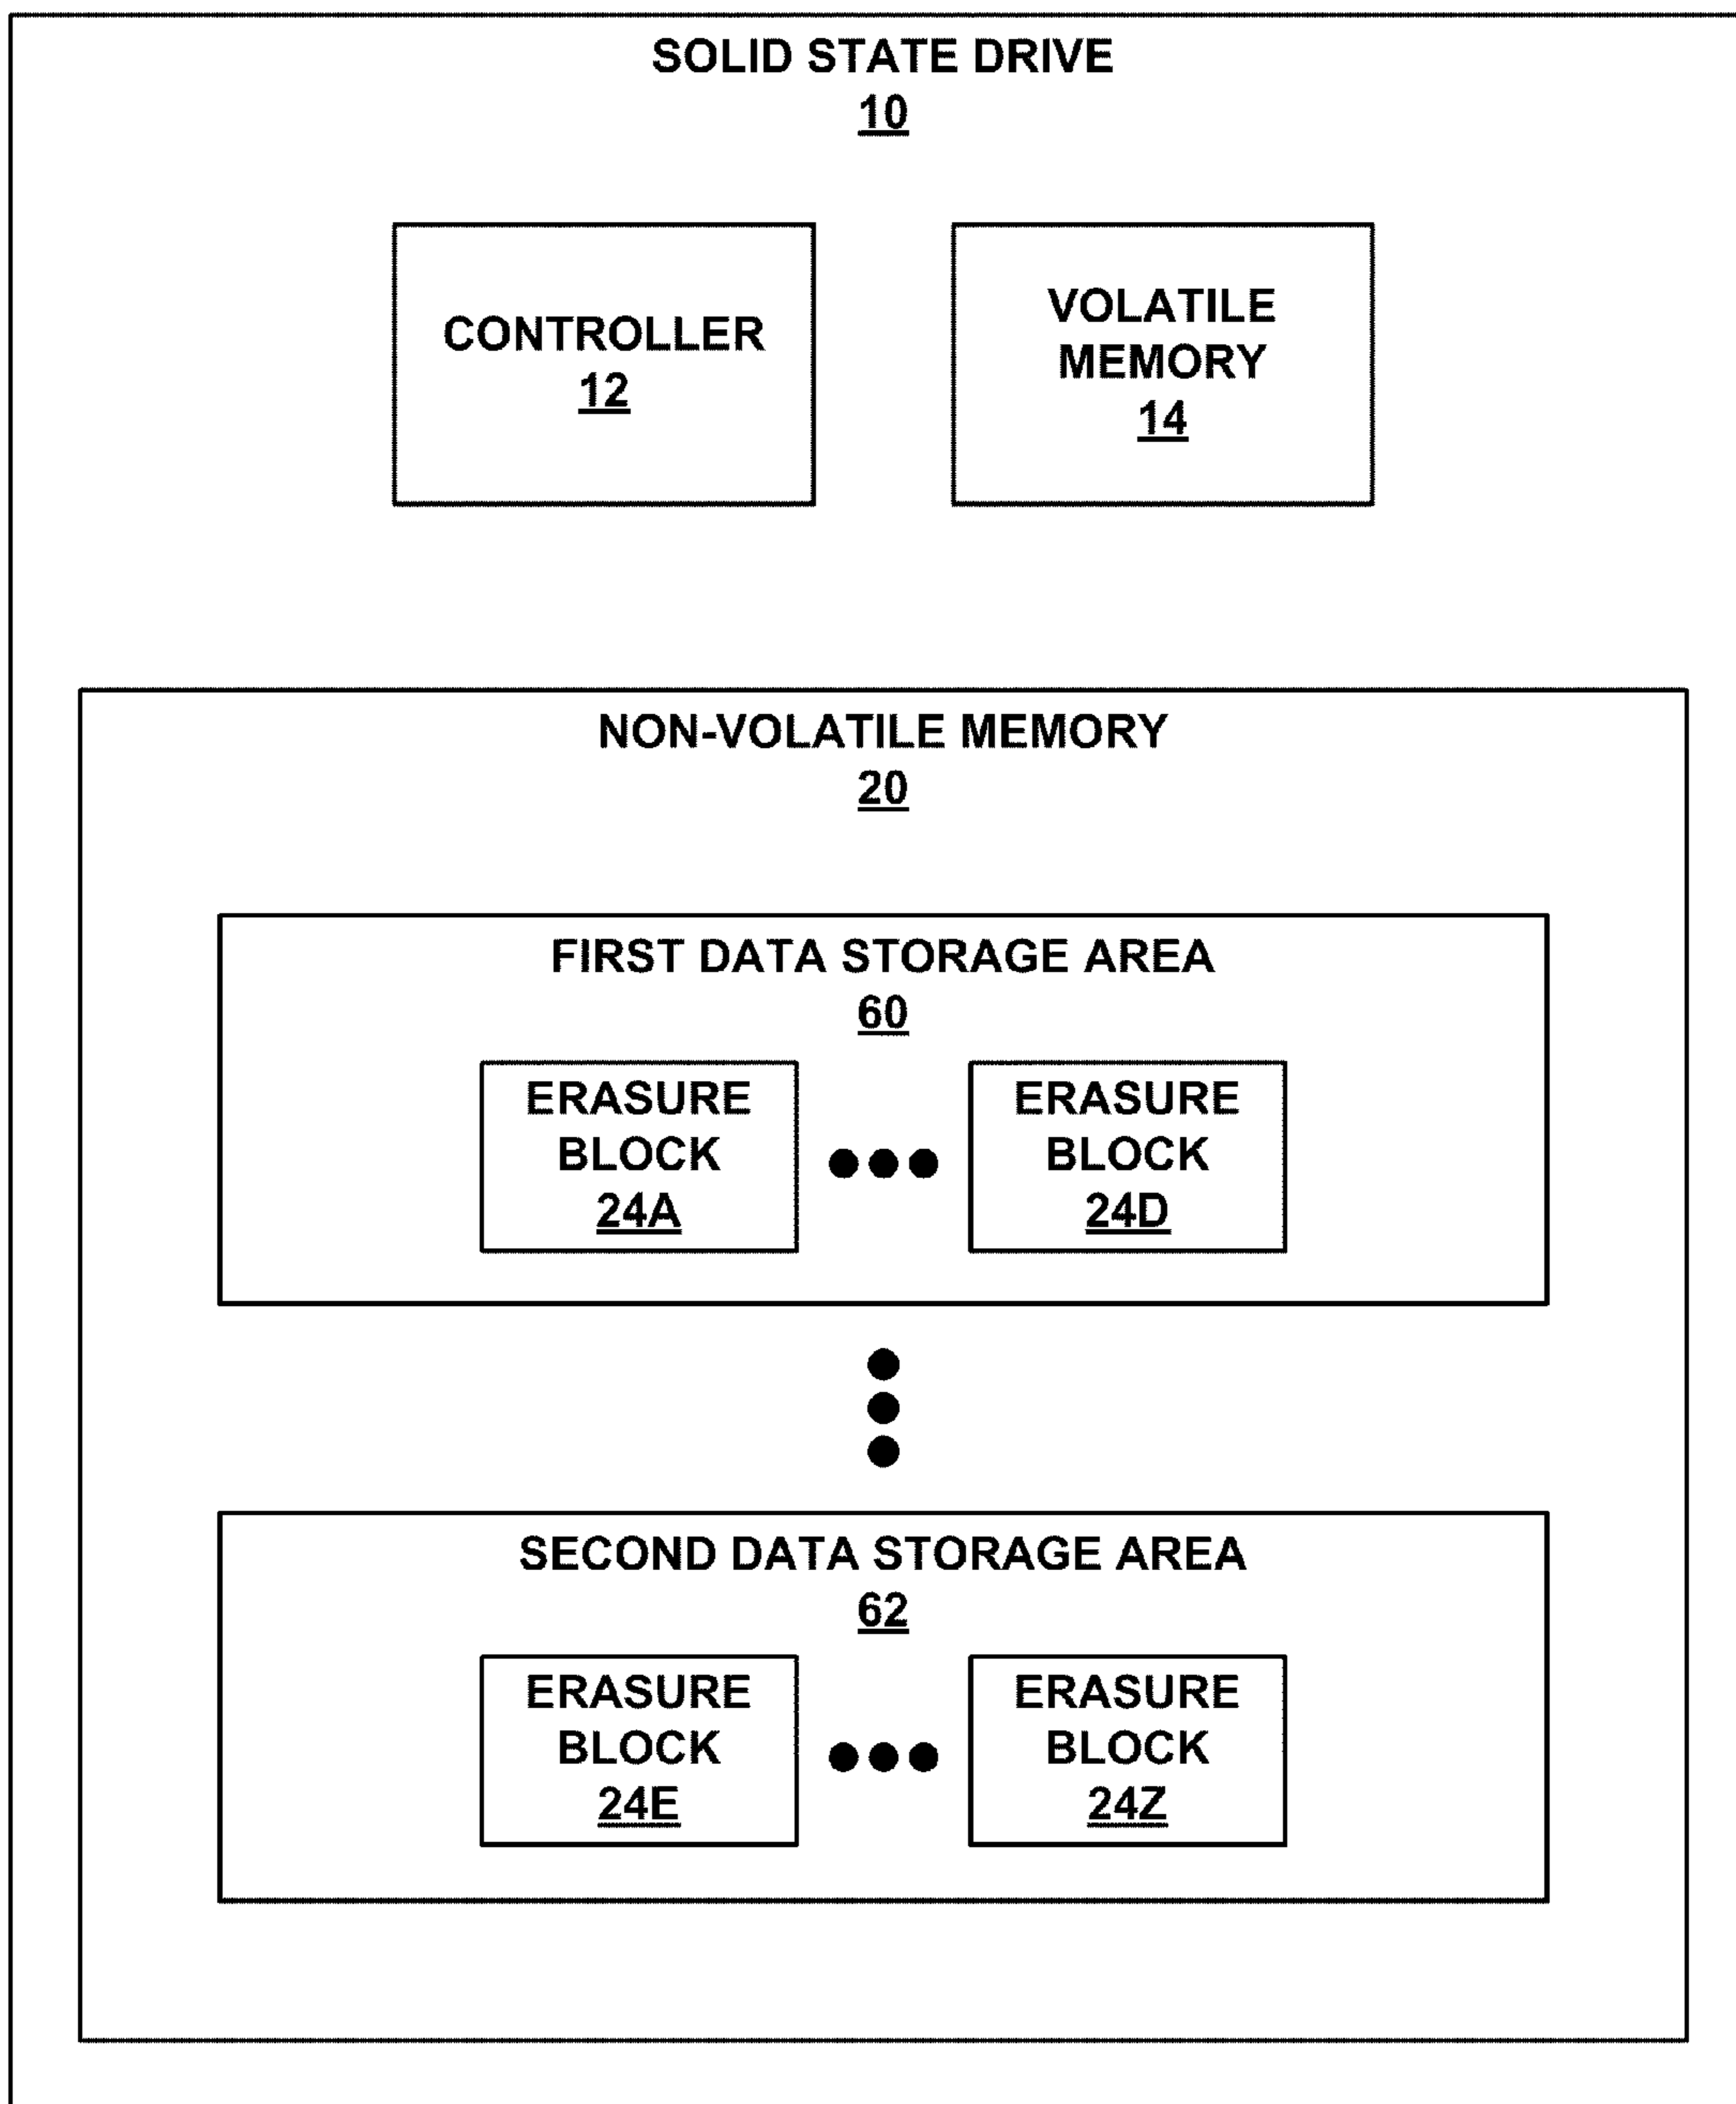 SOLID STATE DRIVE
10
CONTROLLER
12
VOLATILE
MEMORY
14
NON-VOLATILE MEMORY
20
FIRST DATA STORAGE AREA
60
ERASURE
BLOCK
24A
ERASURE
BLOCK
24D
SECOND DATA STORAGE AREA
62
ERASURE
BLOCK
24E
ERASURE
BLOCK
24Z